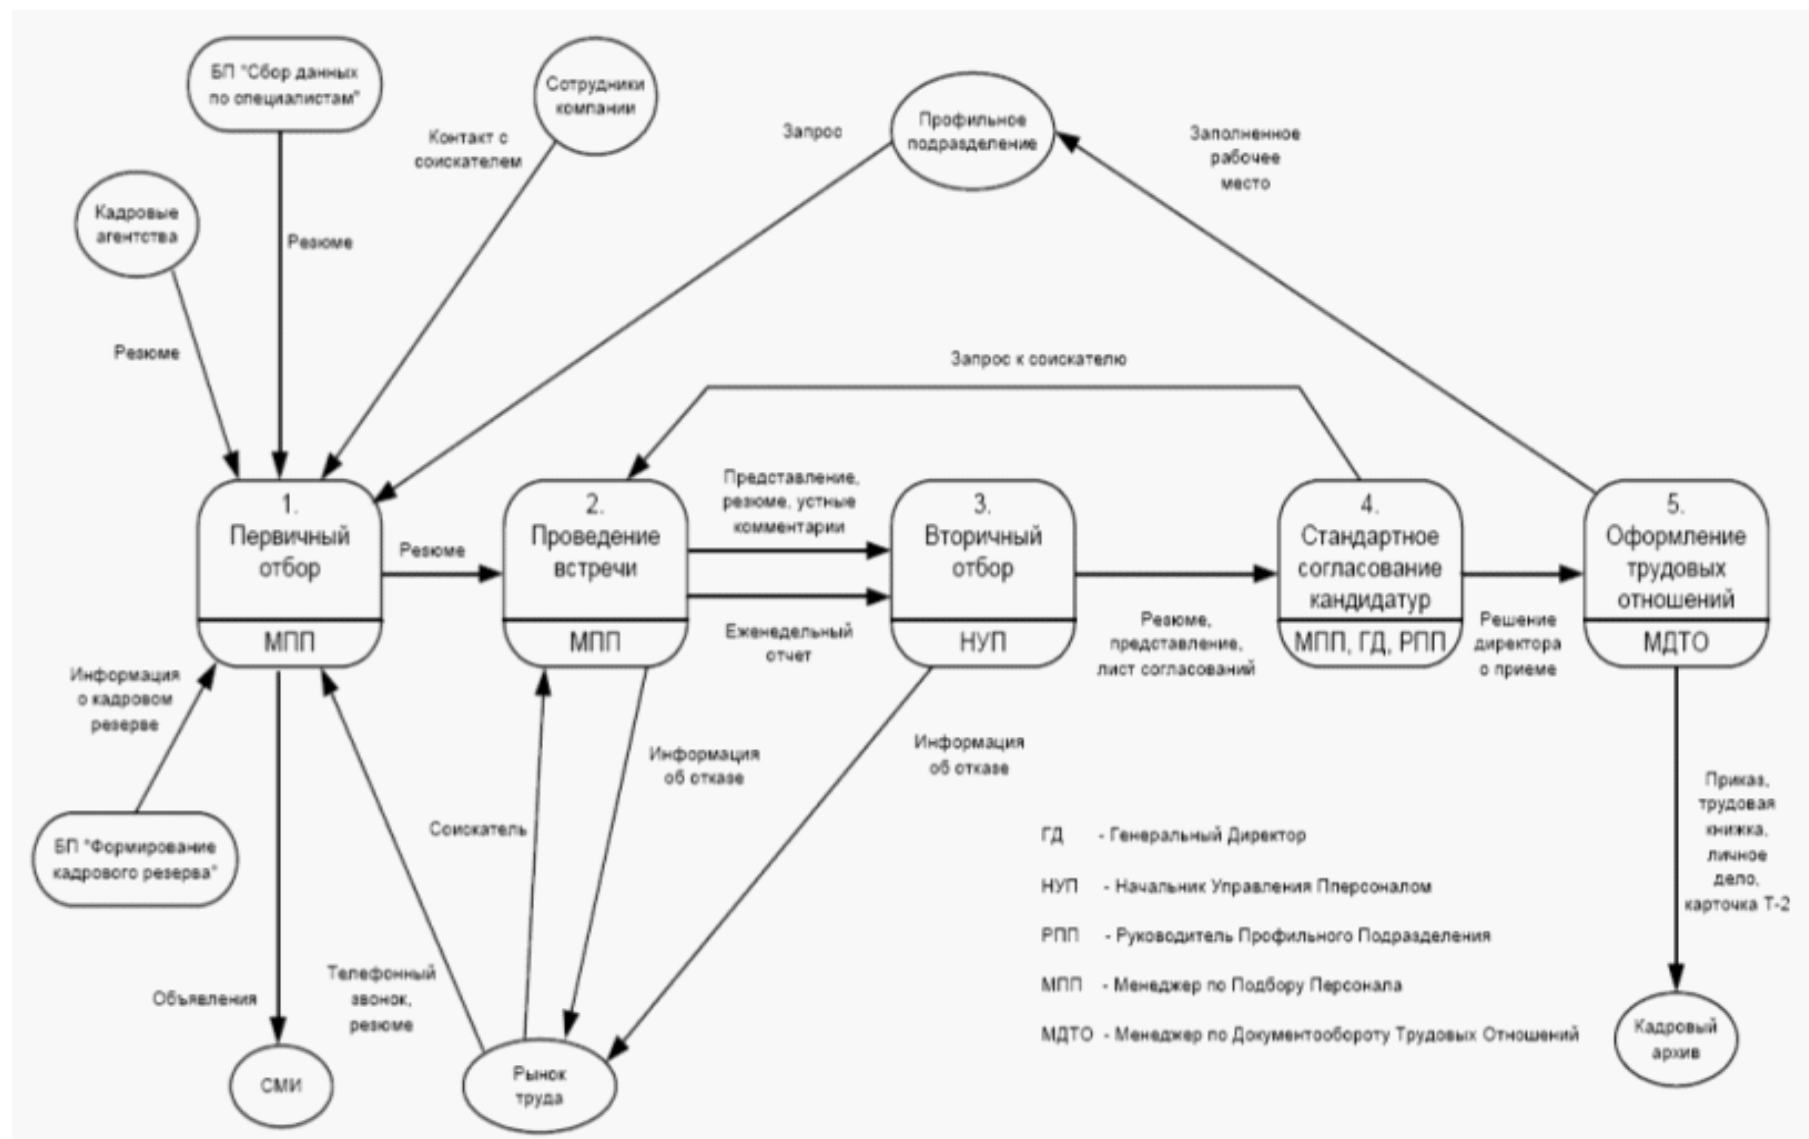 БП "Сбор данных
по специалистам"
Сотрудники
компании
Профильное
подразделение
Контакт с
соискателем
Запрос
Заполненное
рабочее
место
Кадровые
агентства
Резюме
Резюме
Запрос к соискателю
1.
Первичный
отбор
МПП
Резюме
2.
Проведение
встречи
МПП
Представление,
резюме, устные
комментарии
Еженедельный
отчет
3.
Вторичный
отбор
НУП
Резюме,
представление,
лист согласований
4.
Стандартное
согласование
кандидатур
МПП, ГД, РПП
Решение
директора
о приеме
5.
Оформление
трудовых
отношений
МДТО
Информация
о кадровом
резерве
БП "Формирование
кадрового резерва"
Объявления
СМИ
Телефонный
звонок,
резюме
Соискатель
Информация
об отказе
Информация
об отказе
Рынок
труда
ГД - Генеральный Директор
НУП - Начальник Управления Пперсоналом
РПП - Руководитель Профильного Подразделения
МПП - Менеджер по Подбору Персонала
МДТО - Менеджер по Документообороту Трудовых Отношений
Приказ,
трудовая
книжка,
личное
дело,
карточка Т-2
Кадровый
архив